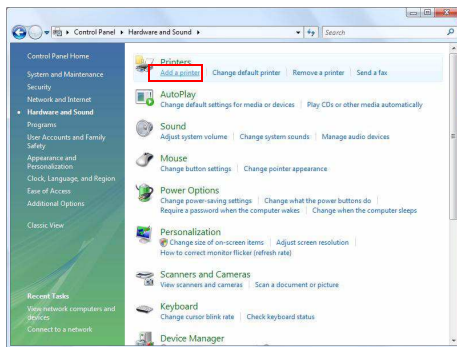 Control Panel Hardware and Sound Search
Control Panel Home
System and Maintenance
Security
Network and Internet
Hardware and Sound
Programs
User Accounts and Family
Safety
Appearance and
Personalization
Clock, Language, and Region
Ease of Access
Additional Options
Classic View
Recent Tasks
View network computers and
devices
Connect to a network
Printers
Add a printer Change default printer Remove a printer Send a fax
AutoPlay
Change default settings for media or devices Play CDs or other media automatically
Sound
Adjust system volume Change system sounds Manage audio devices
Mouse
Change button settings Change pointer appearance
Power Options
Change power-saving settings Change what the power buttons do
Require a password when the computer wakes Change when the computer sleeps
Personalization
Change size of on-screen items Adjust screen resolution
How to correct monitor flicker (refresh rate)
Scanners and Cameras
View scanners and cameras Scan a document or picture
Keyboard
Change cursor blink rate Check keyboard status
Device Manager